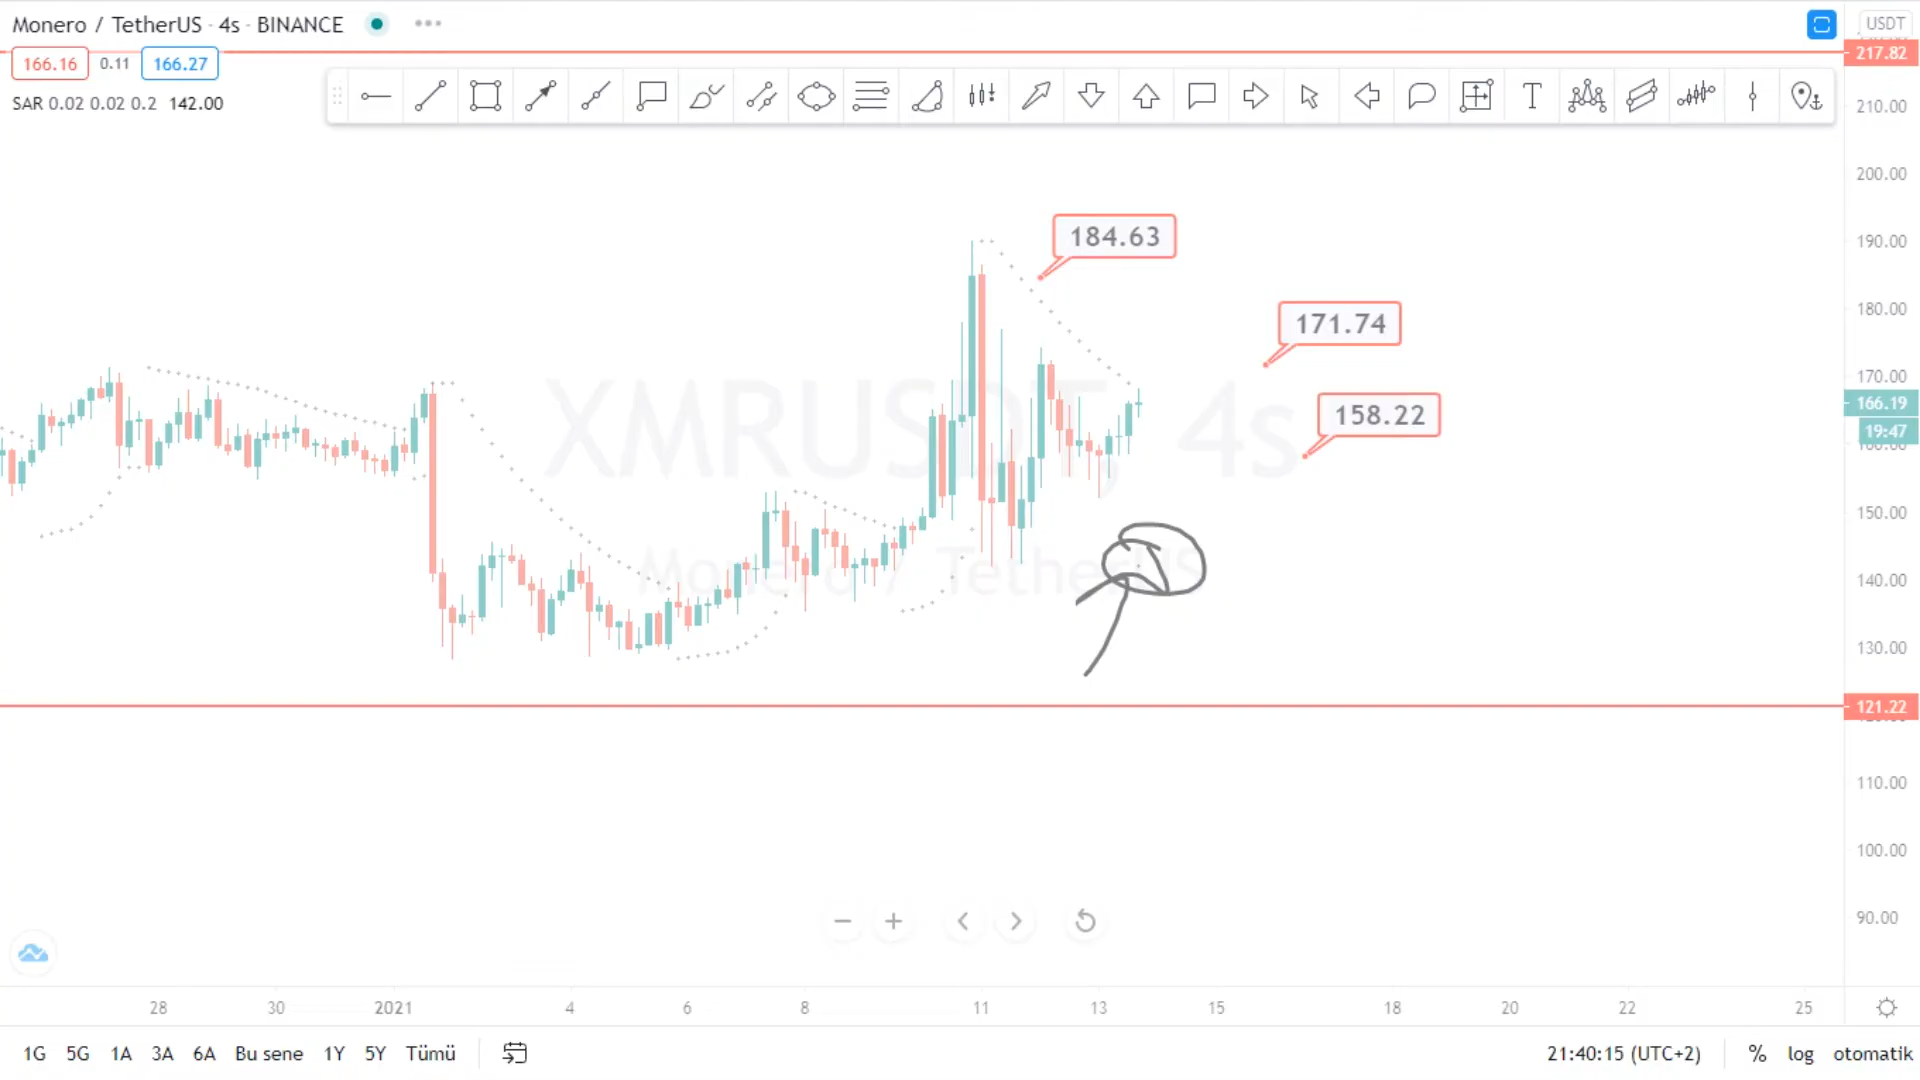 Monero / TetherUS · 4s · BINANCE
USDT
217.82
166.16 0.11 166.27
SAR 0.02 0.02 0.2 142.00
T
210.00
200.00
190.00
180.00
170.00
166.19
19:47
160.00
150.00
140.00
130.00
121.22
110.00
100.00
90.00
184.63
171.74
158.22
XMRUSDT, 4s
Monero / TetherUS
28 30 2021 4 6 8 11 13 15 18 20 22 25
1G 5G 1A 3A 6A Bu sene 1Y 5Y Tümü
21:40:15 (UTC+2) % log otomatik